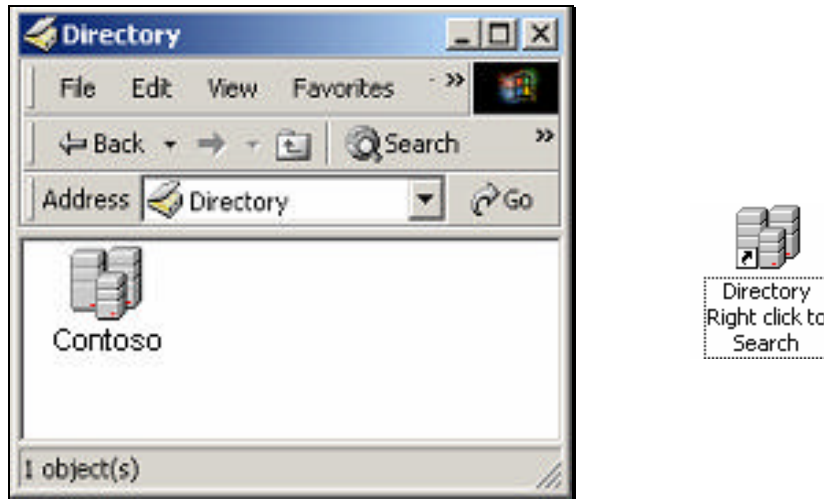 Directory
File Edit View Favorites »
Back Search »
Address Directory Go
Contoso
1 object(s)
Directory
Right click to
Search